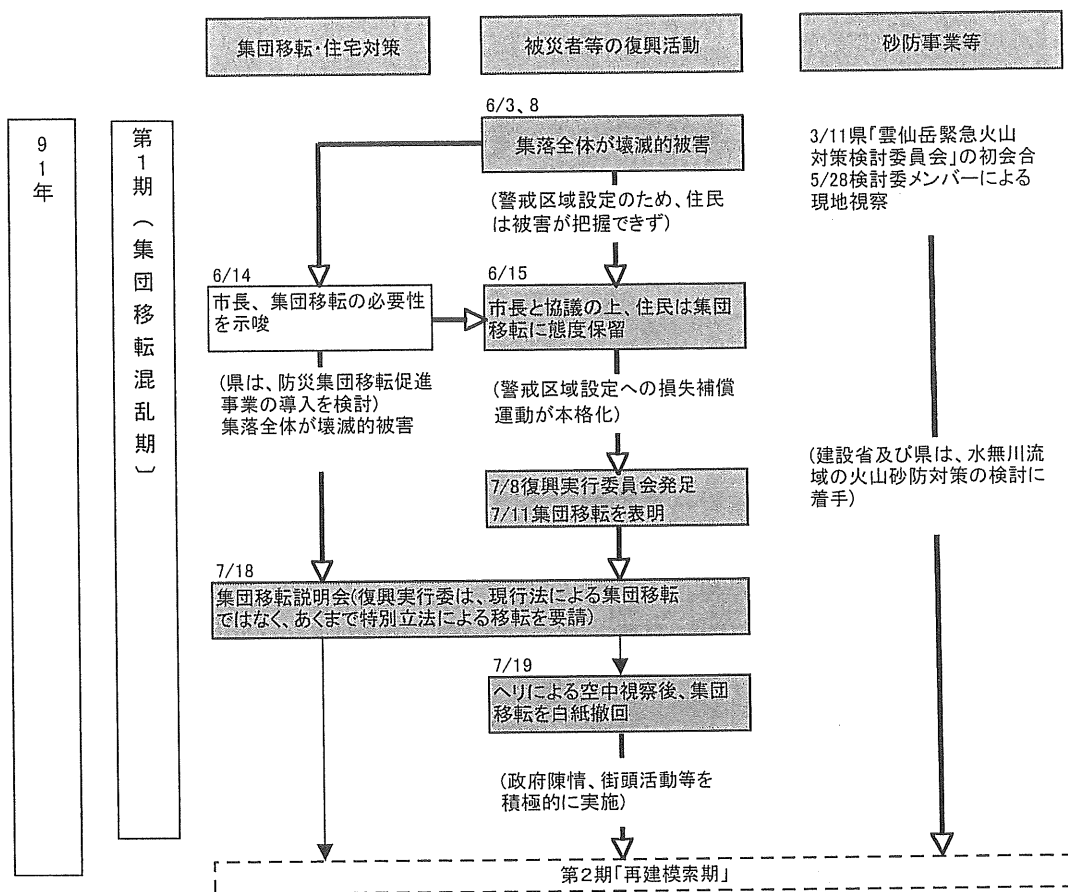 集団移転・住宅対策
被災者等の復興活動
砂防事業等
91年
第1期(集団移転混乱期)
6/3、8
集落全体が壊滅的被害
(警戒区域設定のため、住民
は被害が把握できず)
3/11県「雲仙岳緊急火山
対策検討委員会」の初会合
5/28検討委メンバーによる
現地視察
6/14
市長、集団移転の必要性
を示唆
6/15
市長と協議の上、住民は集団
移転に態度保留
(県は、防災集団移転促進
事業の導入を検討)
集落全体が壊滅的被害
(警戒区域設定への損失補償
運動が本格化)
(建設省及び県は、水無川流
域の火山砂防対策の検討に
着手)
7/8復興実行委員会発足
7/11集団移転を表明
7/18
集団移転説明会(復興実行委は、現行法による集団移転
ではなく、あくまで特別立法による移転を要請)
7/19
ヘリによる空中視察後、集団
移転を白紙撤回
(政府陳情、街頭活動等を
積極的に実施)
第2期「再建模索期」